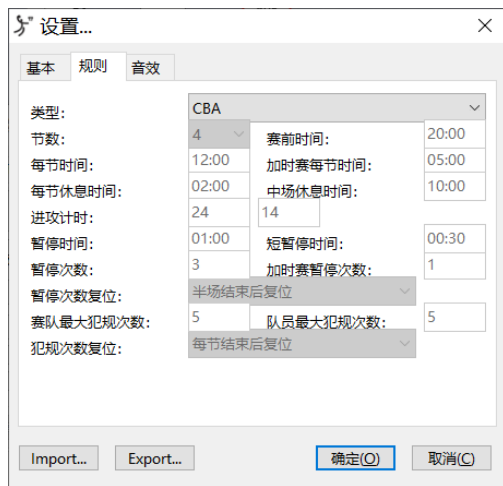 设置...
基本 规则 音效
类型: CBA
节数: 4 赛前时间: 20:00
每节时间: 12:00 加时赛每节时间: 05:00
每节休息时间: 02:00 中场休息时间: 10:00
进攻计时: 24 14
暂停时间: 01:00 短暂停时间: 00:30
暂停次数: 3 加时赛暂停次数: 1
暂停次数复位: 半场结束后复位
赛队最大犯规次数: 5 队员最大犯规次数: 5
犯规次数复位: 每节结束后复位
Import... Export... 确定(O) 取消(C)